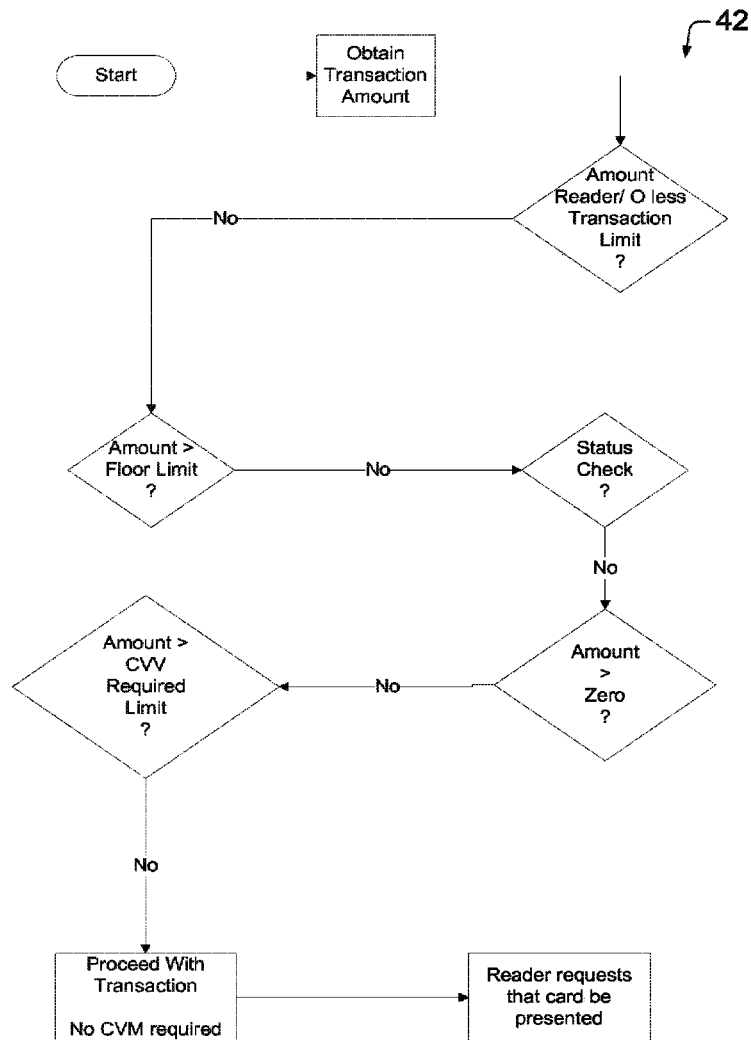 42
Start
Obtain
Transaction
Amount
Amount
Reader/ O less
Transaction
Limit
?
No
Amount >
Floor Limit
?
No
Status
Check
?
No
Amount
>
Zero
?
No
Amount >
CVV
Required
Limit
?
No
Proceed With
Transaction
No CVM required
Reader requests
that card be
presented